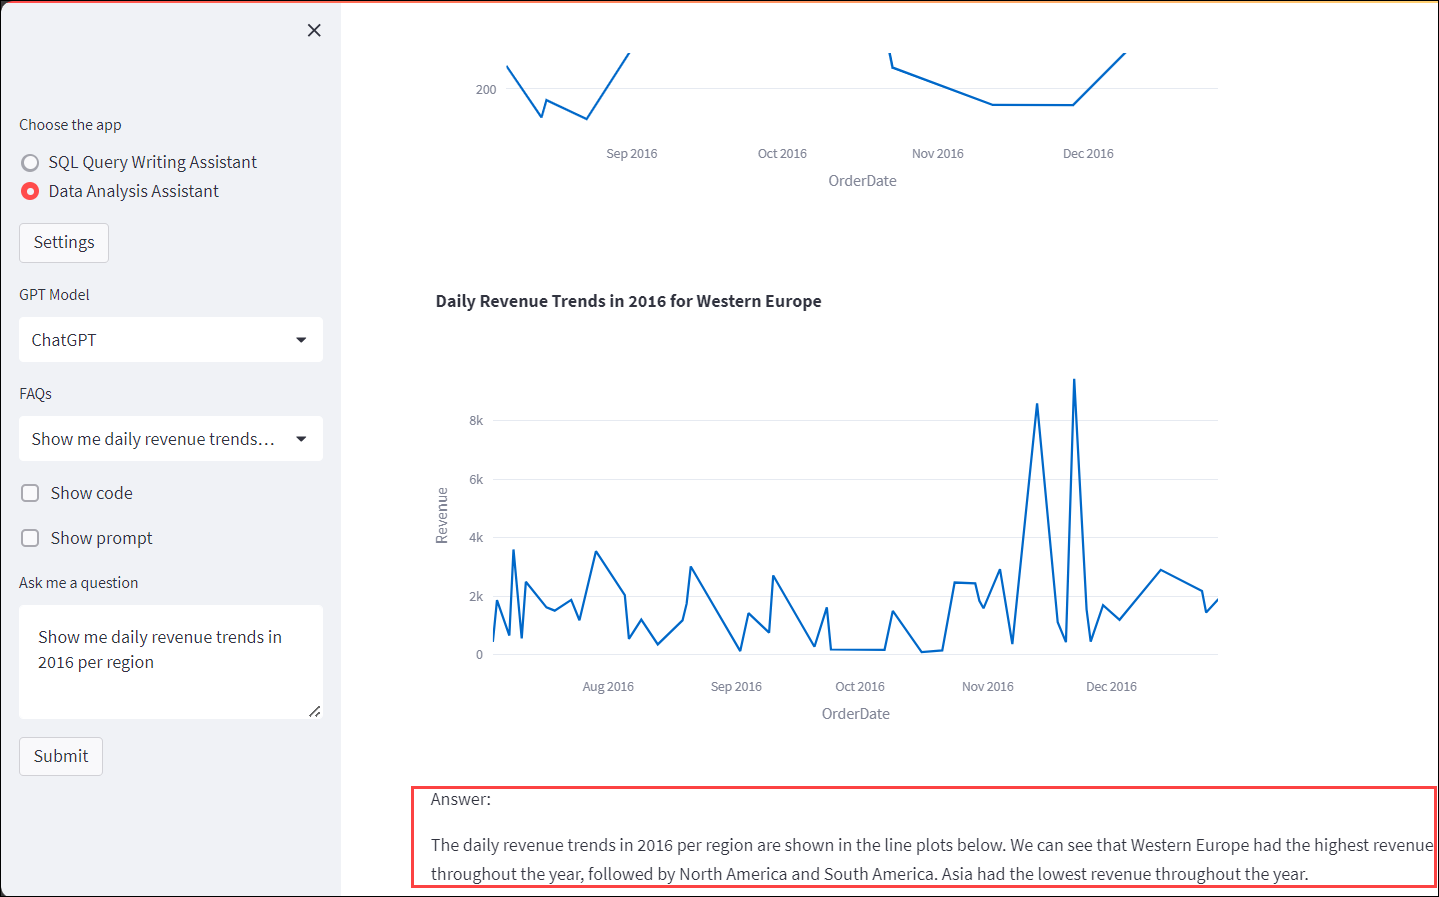 Choose the app
SQL Query Writing Assistant
Data Analysis Assistant
Settings
GPT Model
ChatGPT
FAQs
Show me daily revenue trends...
Show code
Show prompt
Ask me a question
Show me daily revenue trends in
2016 per region
Submit
200
Sep 2016 Oct 2016 Nov 2016 Dec 2016
OrderDate
Daily Revenue Trends in 2016 for Western Europe
8k
6k
4k
2k
0
Revenue
Aug 2016 Sep 2016 Oct 2016 Nov 2016 Dec 2016
OrderDate
Answer:
The daily revenue trends in 2016 per region are shown in the line plots below. We can see that Western Europe had the highest revenue
throughout the year, followed by North America and South America. Asia had the lowest revenue throughout the year.